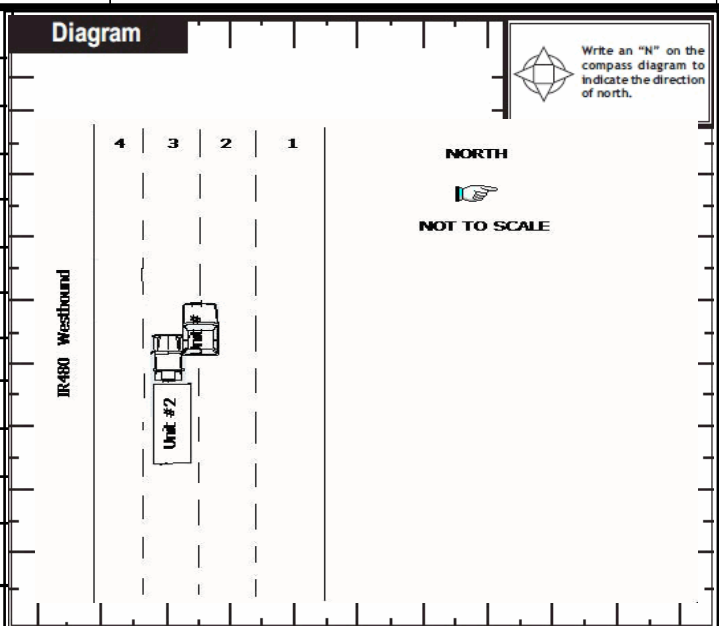 Diagram
Write an “N” on the
compass diagram to
indicate the direction
of north.
4 3 2 1
NORTH
NOT TO SCALE
IR480 Westbound
Unit #
Unit #2